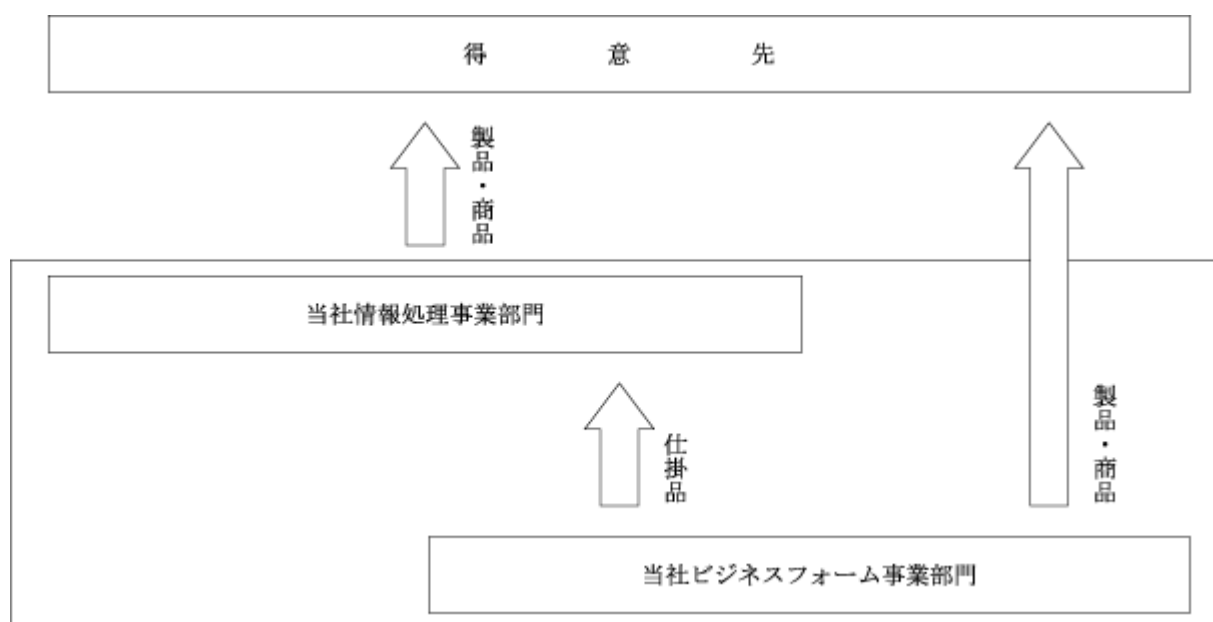 得意先
製品・商品
当社情報処理事業部門
仕掛品
製品・商品
当社ビジネスフォーム事業部門